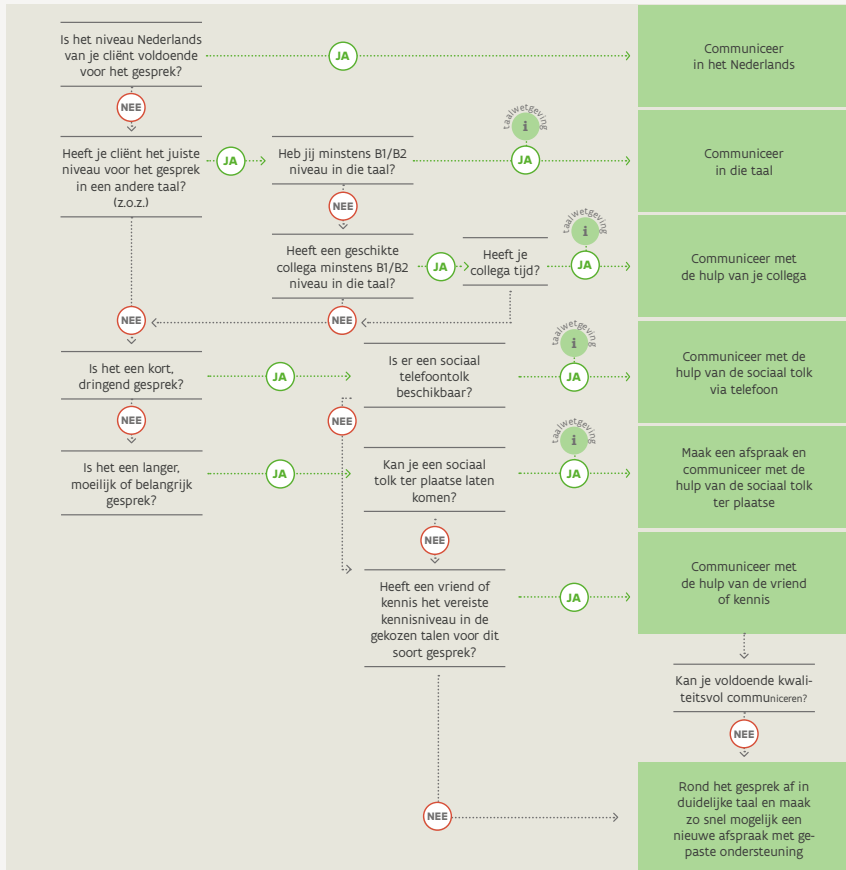 Is het niveau Nederlands
van je cliënt voldoende
voor het gesprek?
JA
Communiceer
in het Nederlands
NEE
Heeft je cliënt het juiste
niveau voor het gesprek
in een andere taal?
(z.o.z.)
JA
Heb jij minstens B1/B2
niveau in die taal?
taalwetgeving
i
JA
Communiceer
in die taal
NEE
Heeft een geschikte
collega minstens B1/B2
niveau in die taal?
JA
Heeft je
collega tijd?
taalwetgeving
i
JA
Communiceer met
de hulp van je collega
NEE
NEE
Is het een kort,
dringend gesprek?
JA
Is er een sociaal
telefoontolk
beschikbaar?
taalwetgeving
i
JA
Communiceer met de
hulp van de sociaal tolk
via telefoon
NEE
NEE
Is het een langer,
moeilijk of belangrijk
gesprek?
JA
Kan je een sociaal
tolk ter plaatse laten
komen?
taalwetgeving
i
JA
Maak een afspraak en
communiceer met de
hulp van de sociaal tolk
ter plaatse
NEE
Heeft een vriend of
kennis het vereiste
kennisniveau in de
gekozen talen voor dit
soort gesprek?
JA
Communiceer met
de hulp van de vriend
of kennis
Kan je voldoende kwali-
teitsvol communiceren?
NEE
NEE
Rond het gesprek af in
duidelijke taal en maak
zo snel mogelijk een
nieuwe afspraak met ge-
paste ondersteuning